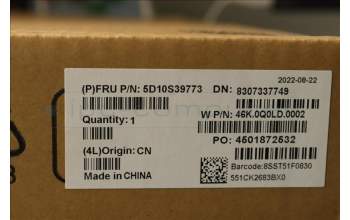 2022-08-22
(P)FRU P/N: 5D10S39773 DN: 8307337749
Quantity: 1
W P/N: 46K.0Q0LD.0002
PO: 4501872532
(4L)Origin: CN
Barcode:8SST51F0830
551CK2683BX0
Made in CHINA